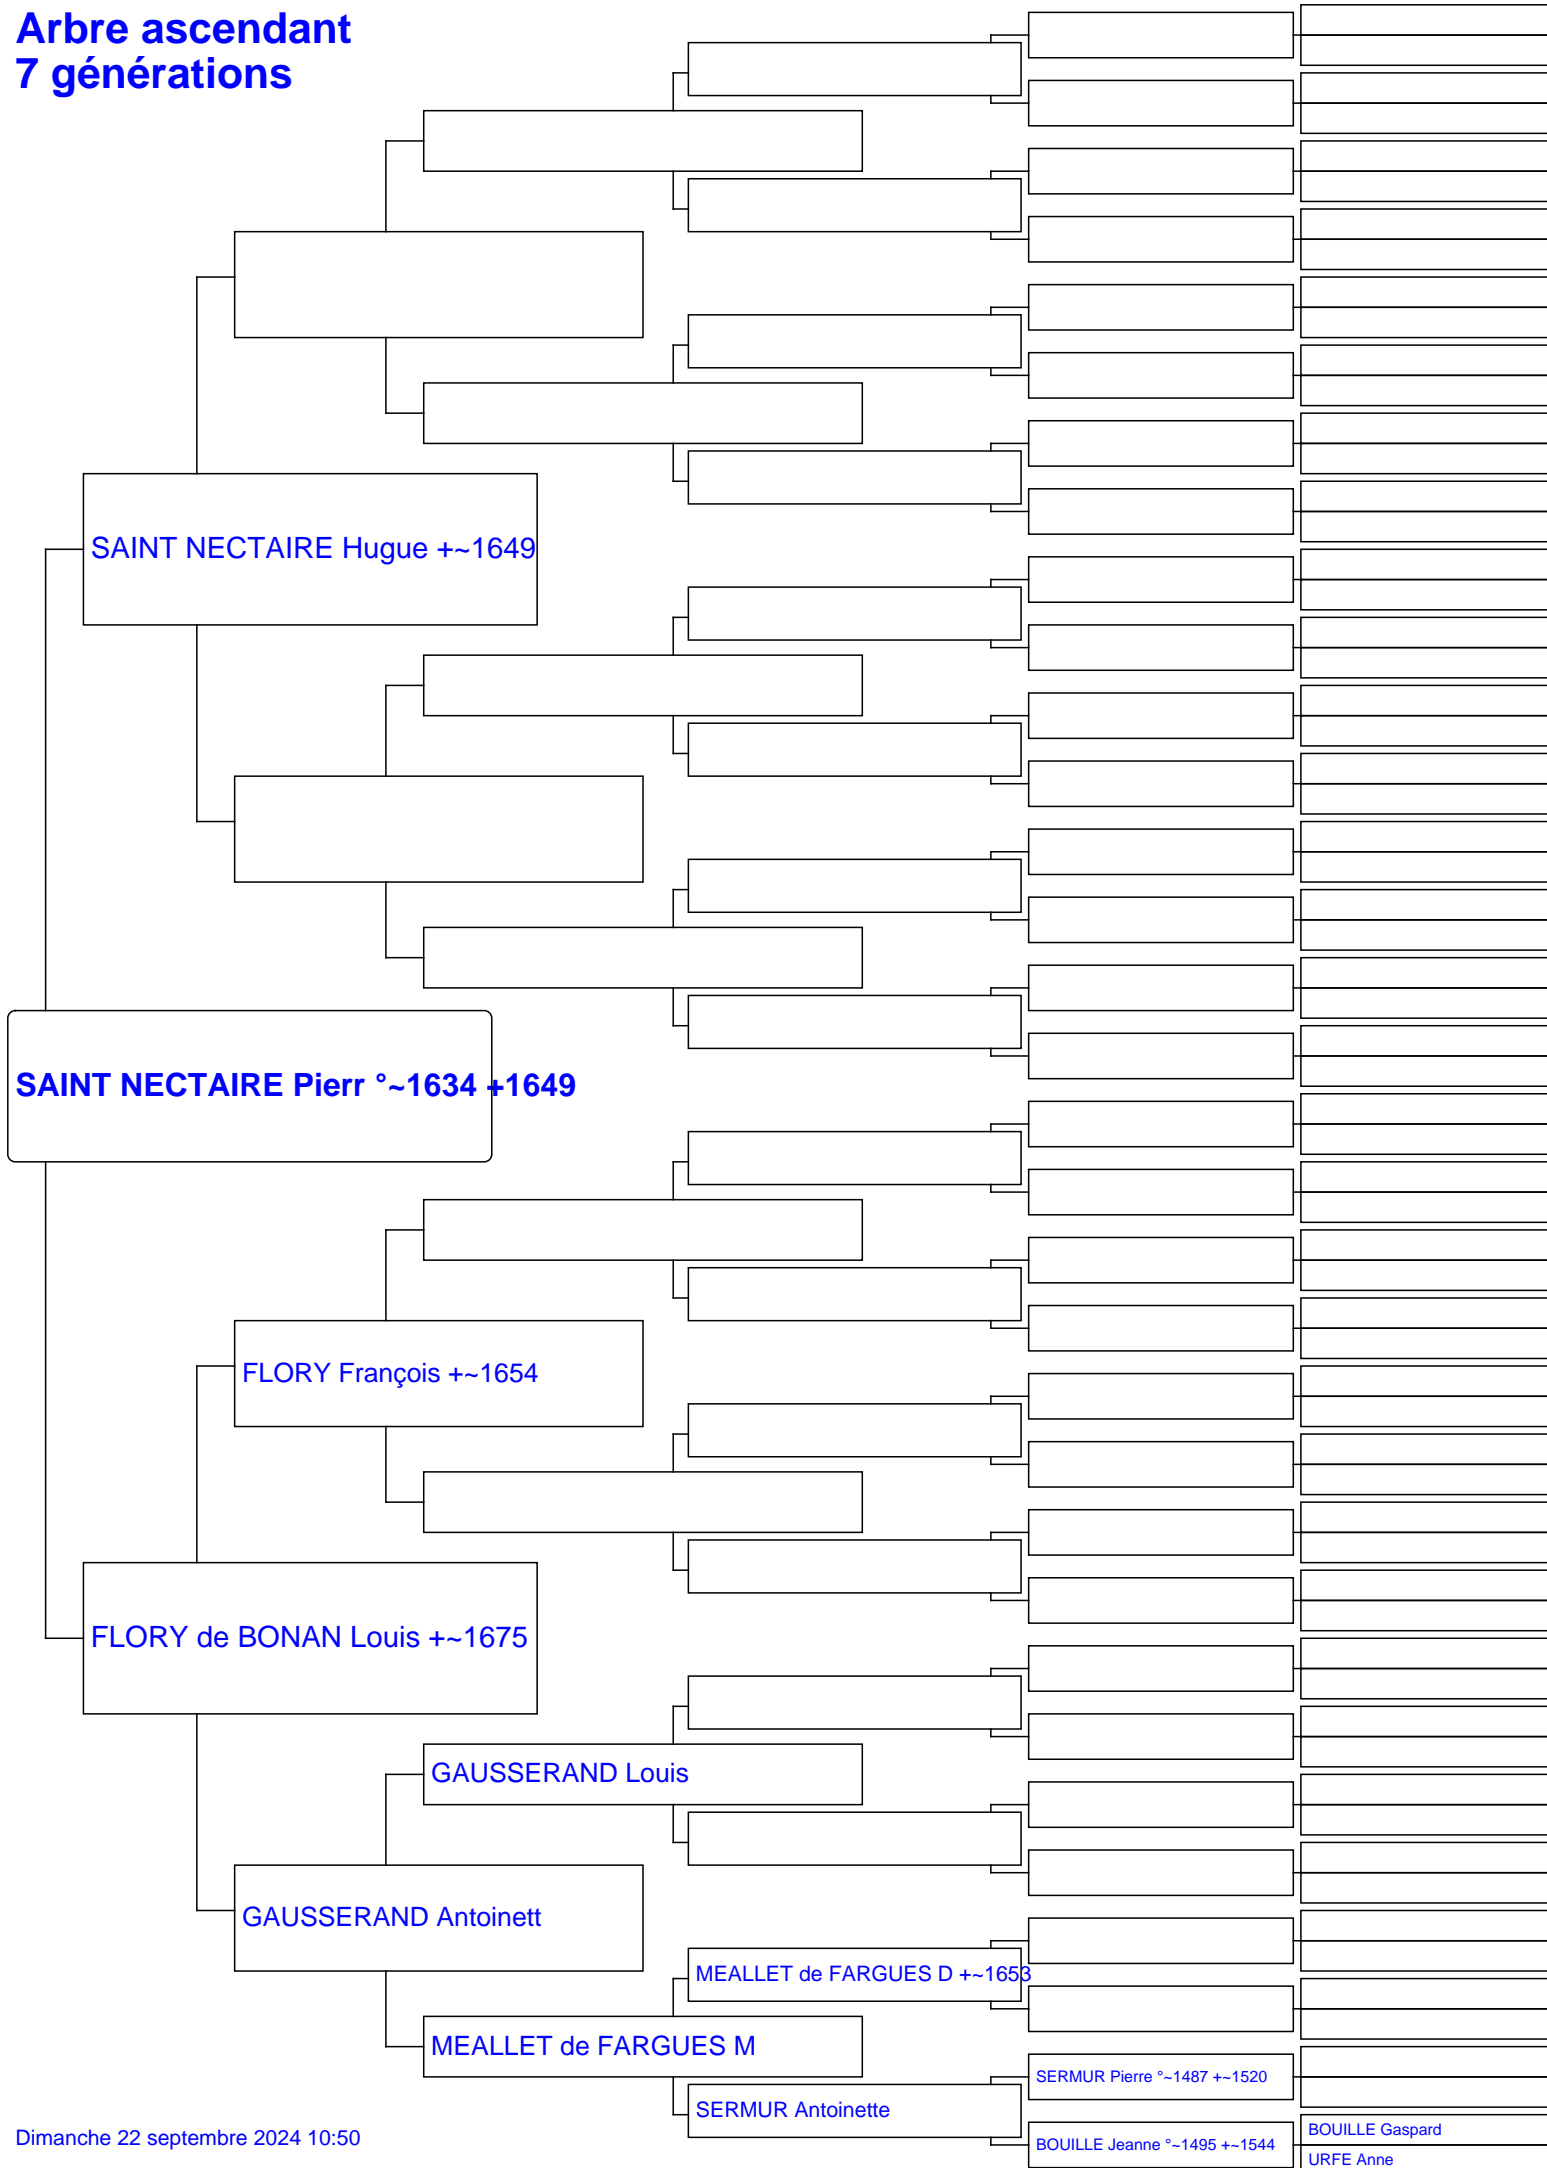 Arbre ascendant
7 générations
SAINT NECTAIRE Hugue +~1649
SAINT NECTAIRE Pierr °~1634 +1649
FLORY François +~1654
FLORY de BONAN Louis +~1675
GAUSSERAND Louis
GAUSSERAND Antoinett
MEALLET de FARGUES D +~1653
MEALLET de FARGUES M
SERMUR Pierre °~1487 +~1520
SERMUR Antoinette
BOUILLE Gaspard
BOUILLE Jeanne °~1495 +~1544
URFE Anne
Dimanche 22 septembre 2024 10:50